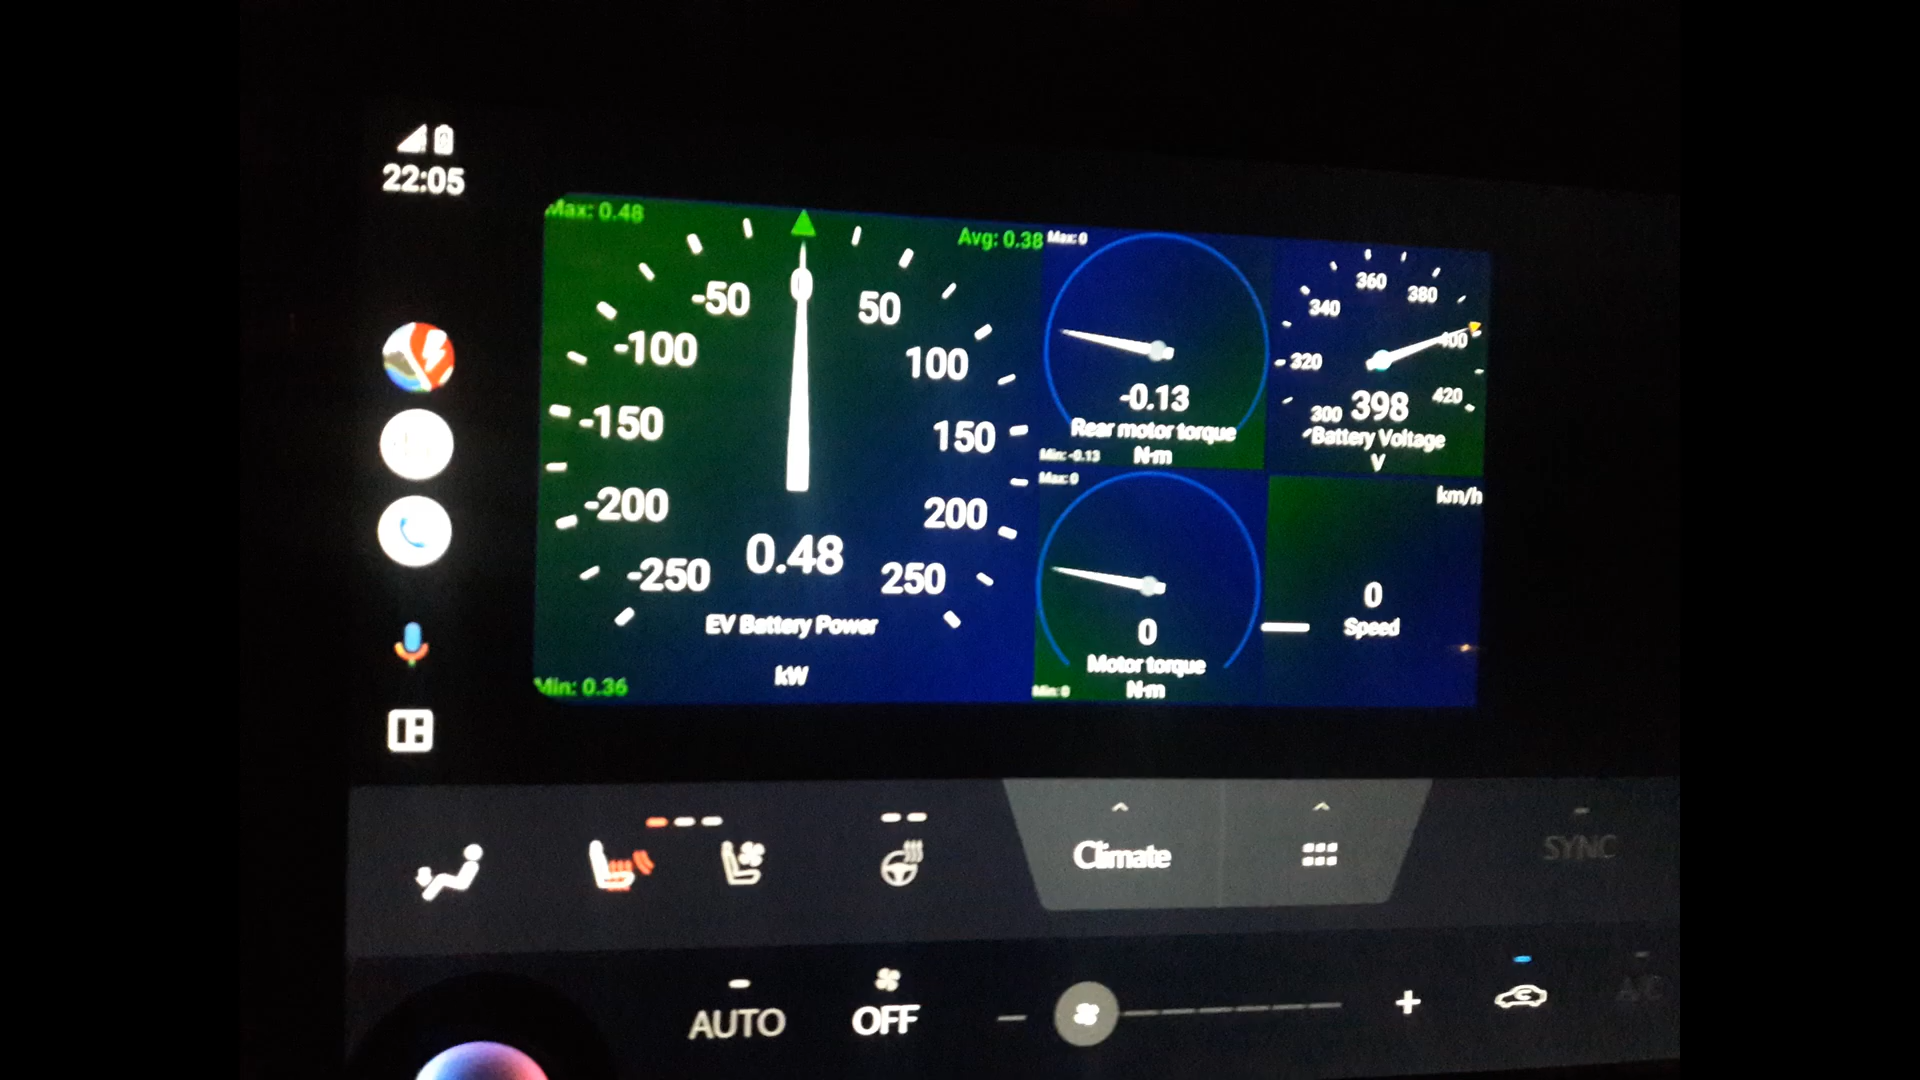 22:05
Max: 0.48
Avg: 0.38
-250
-200
-150
-100
-50
0
50
100
150
200
250
0.48
EV Battery Power
kW
Min: 0.36
Max: 0
-0.13
Rear motor torque
Min: -0.13
N·m
300
320
340
360
380
400
420
398
Battery Voltage
V
Max: 0
0
Motor torque
Min: 0
N·m
km/h
0
Speed
Climate
SYNC
AUTO
OFF
A/C